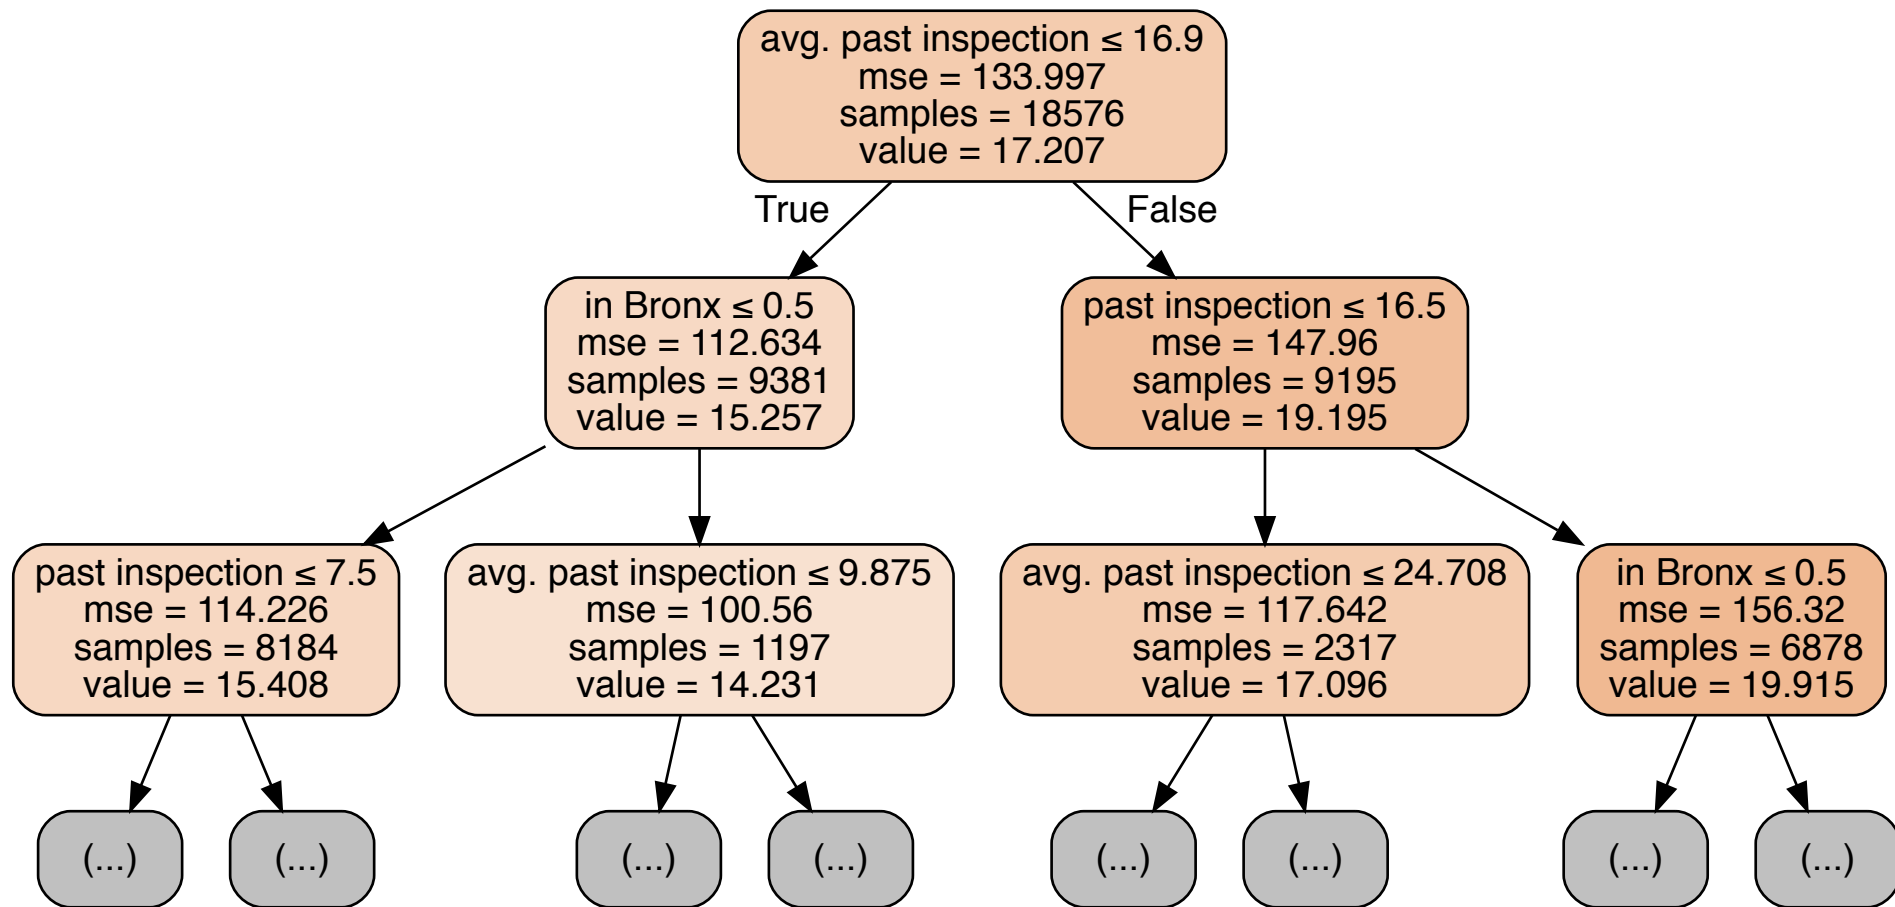 avg. past inspection ≤ 16.9
mse = 133.997
samples = 18576
value = 17.207
True
False
in Bronx ≤ 0.5
mse = 112.634
samples = 9381
value = 15.257
past inspection ≤ 16.5
mse = 147.96
samples = 9195
value = 19.195
past inspection ≤ 7.5
mse = 114.226
samples = 8184
value = 15.408
avg. past inspection ≤ 9.875
mse = 100.56
samples = 1197
value = 14.231
avg. past inspection ≤ 24.708
mse = 117.642
samples = 2317
value = 17.096
in Bronx ≤ 0.5
mse = 156.32
samples = 6878
value = 19.915
(...)
(...)
(...)
(...)
(...)
(...)
(...)
(...)